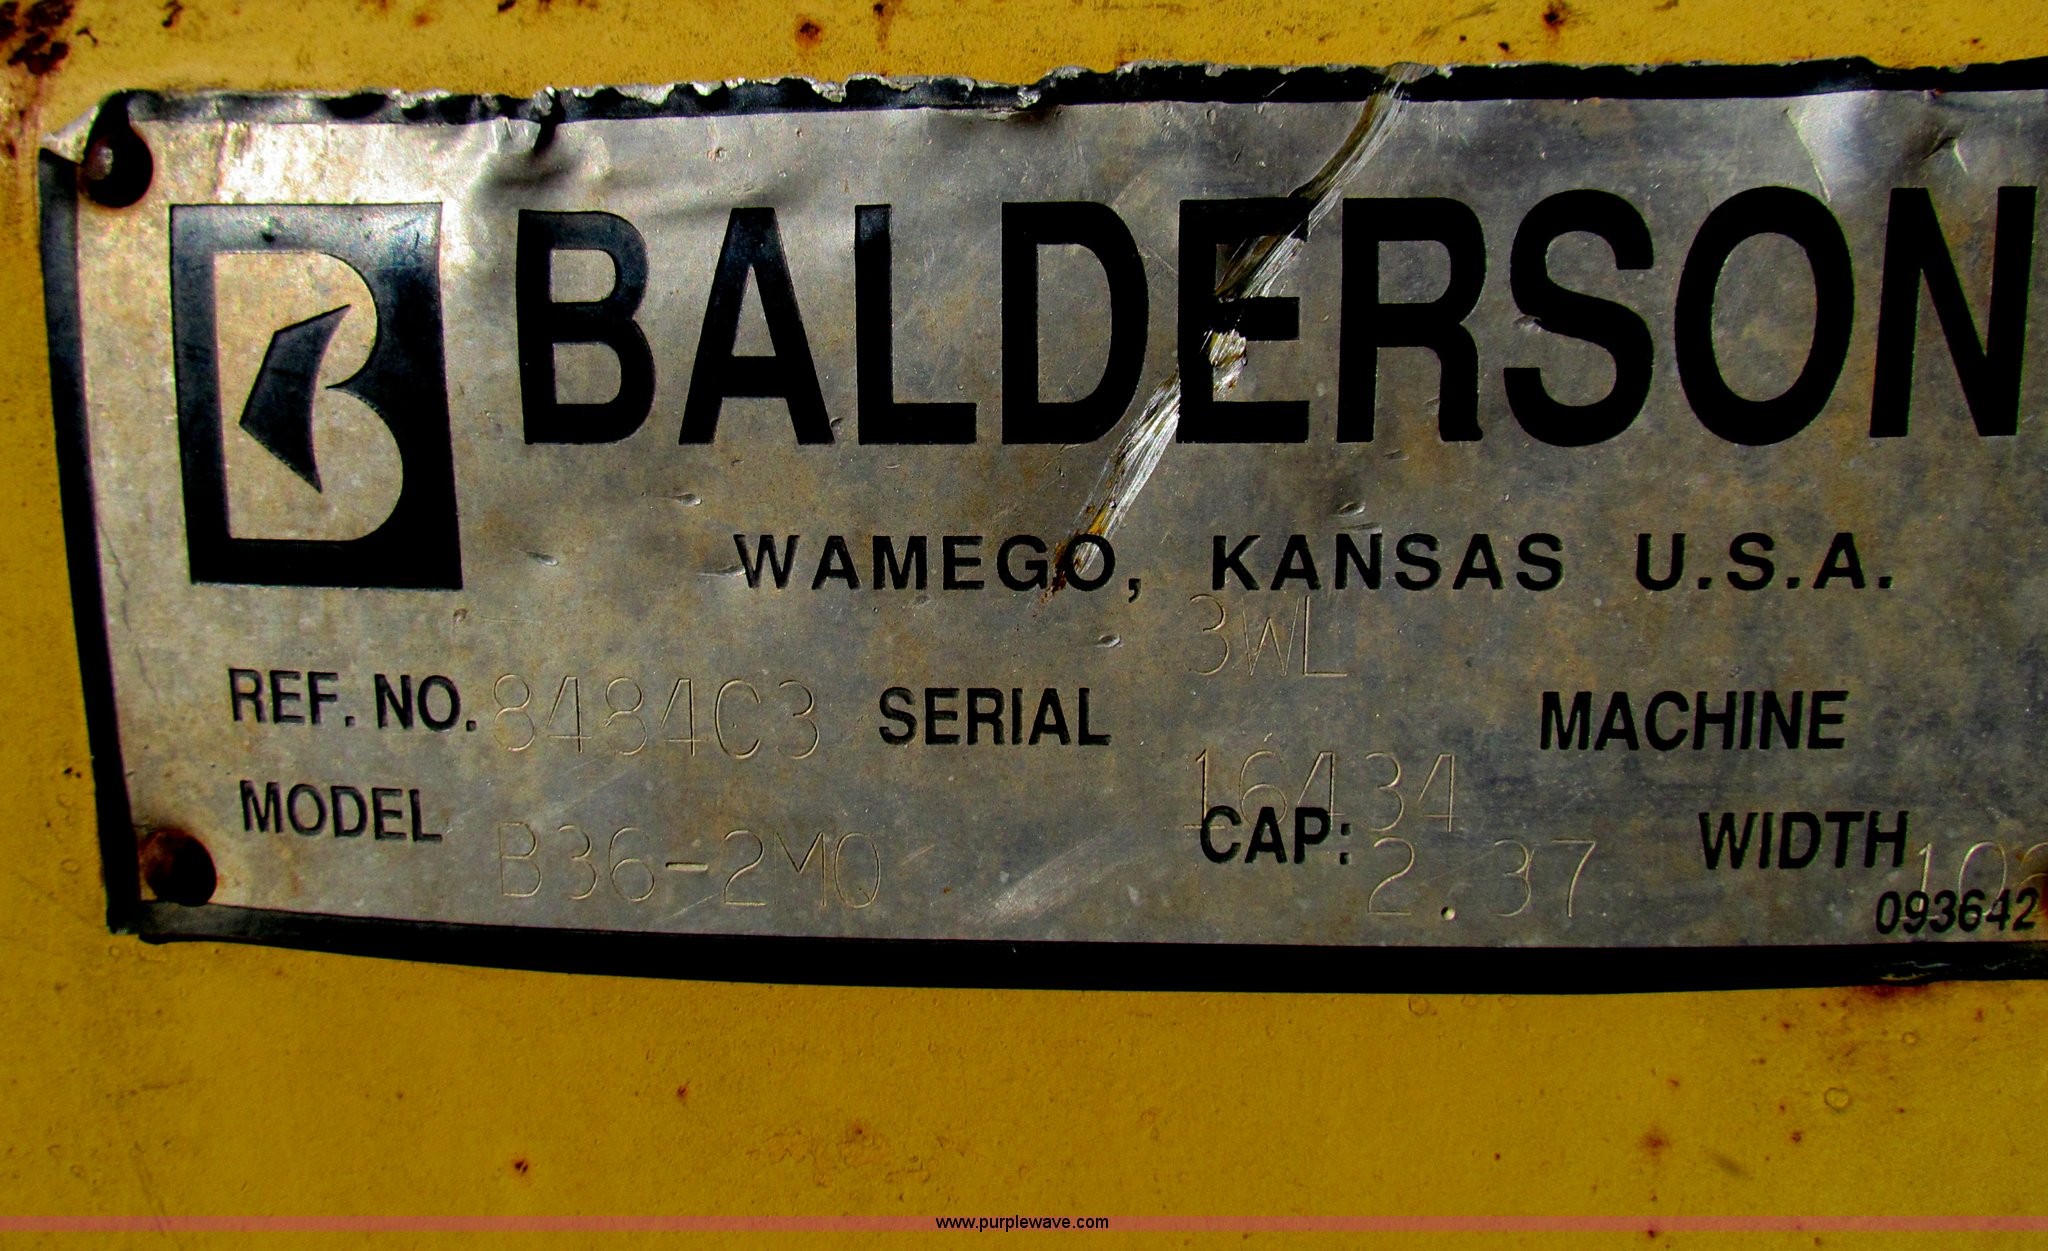 B BALDERSON
WAMEGO, KANSAS U.S.A.
3WL
REF. NO. 8484C3 SERIAL 16434 MACHINE
MODEL B36-2MQ CAP: 2.37 WIDTH
093642
www.purplewave.com